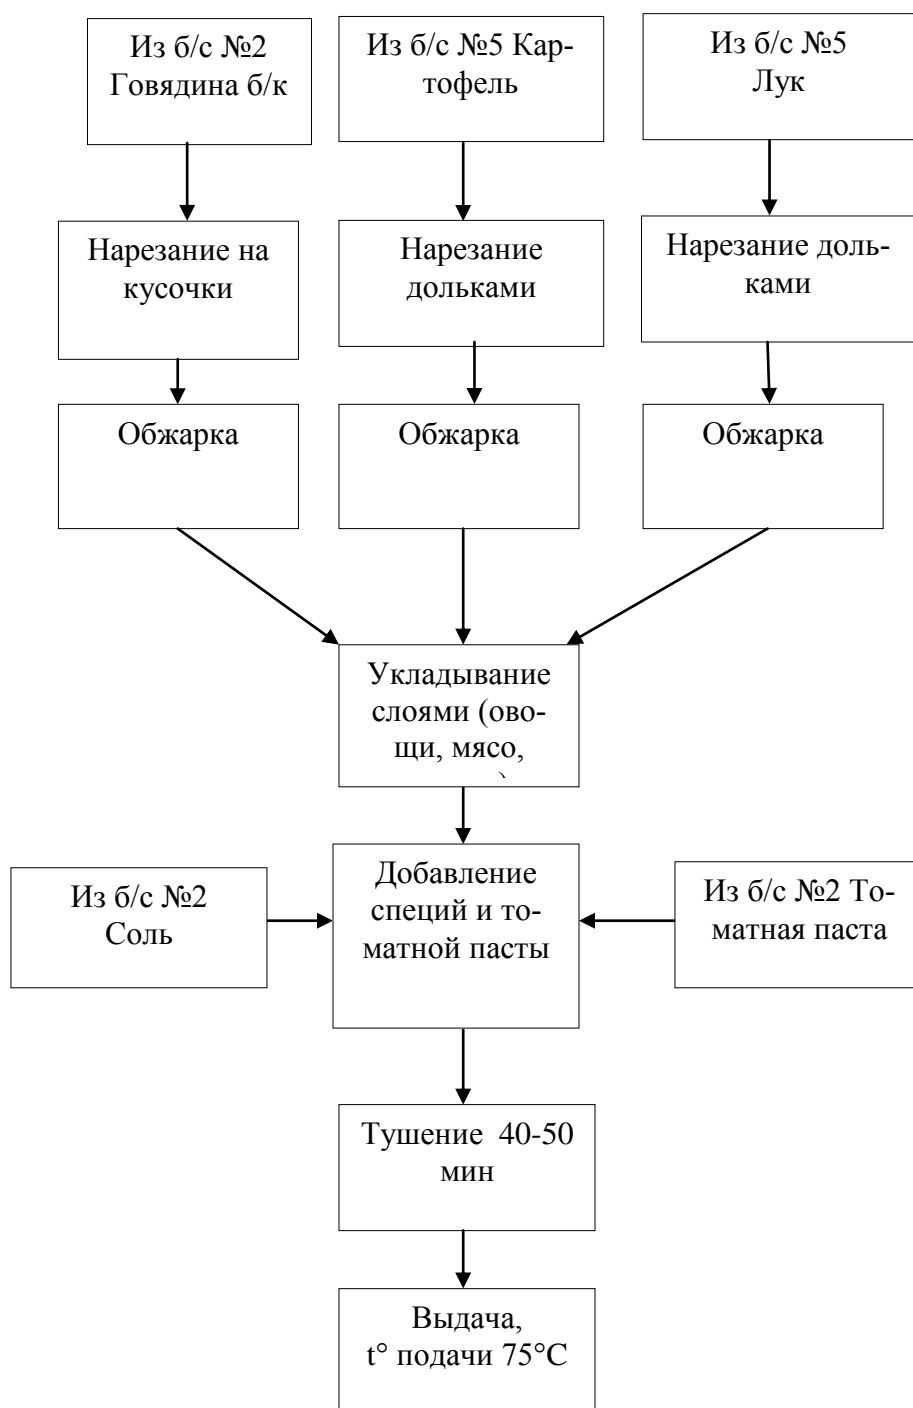 Из б/с №2
Говядина б/к
Из б/с №5 Кар-
тофель
Из б/с №5
Лук
Нарезание на
кусочки
Нарезание
дольками
Нарезание доль-
ками
Обжарка
Обжарка
Обжарка
Укладывание
слоями (ово-
щи, мясо,
Из б/с №2
Соль
Добавление
специй и то-
матной пасты
Из б/с №2 То-
матная паста
Тушение 40-50
мин
Выдача,
t° подачи 75°С